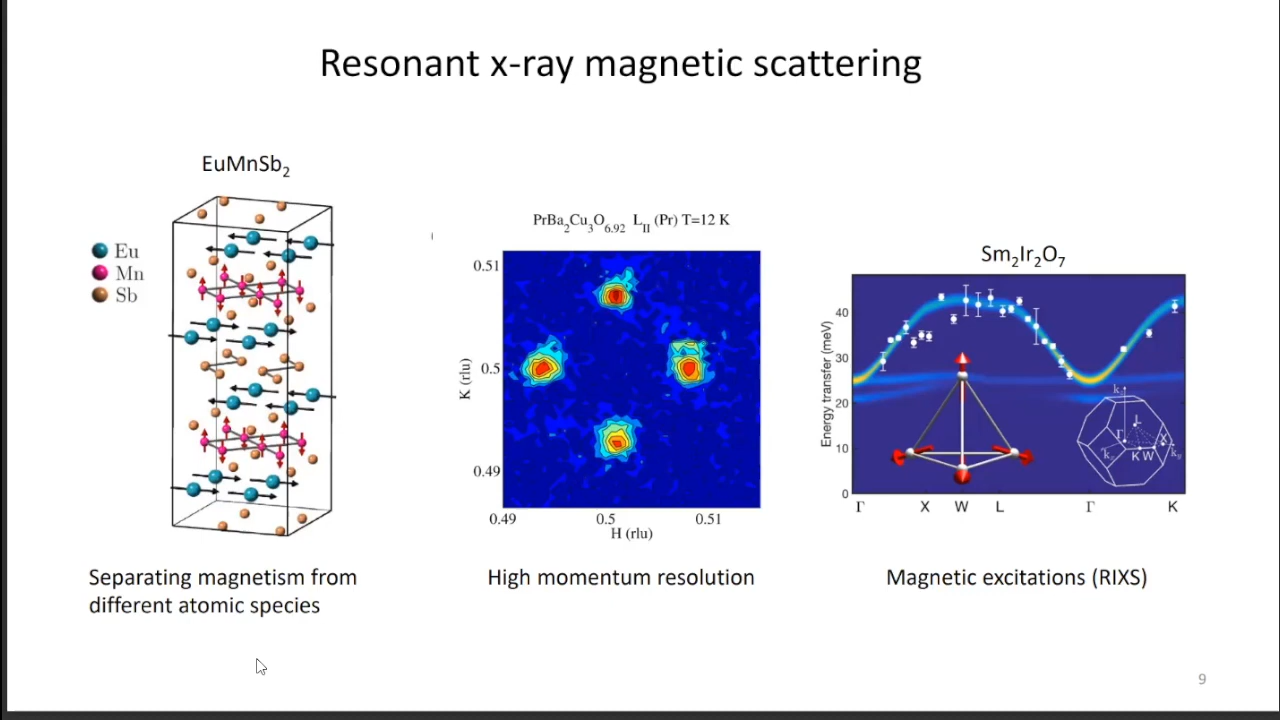 Resonant x-ray magnetic scattering
EuMnSb₂
Eu
Mn
Sb
Separating magnetism from
different atomic species
PrBa₂Cu₃O₆.₉₂ L_II (Pr) T=12 K
0.51
0.5
0.49
K (rlu)
0.49 0.5 0.51
H (rlu)
High momentum resolution
Sm₂Ir₂O₇
40
30
20
10
0
Energy transfer (meV)
Γ X W L Γ K
L
Γ
K W
X
Magnetic excitations (RIXS)
9